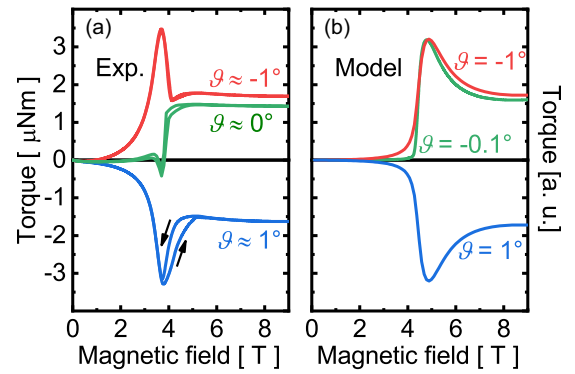 (a)
(b)
Exp.
Model
ϑ ≈ -1°
ϑ ≈ 0°
ϑ ≈ 1°
ϑ = -1°
ϑ = -0.1°
ϑ = 1°
3
2
1
0
-1
-2
-3
Torque [ μNm]
Torque [a. u.]
0 2 4 6 8
0 2 4 6 8
Magnetic field [ T ]
Magnetic field [ T ]